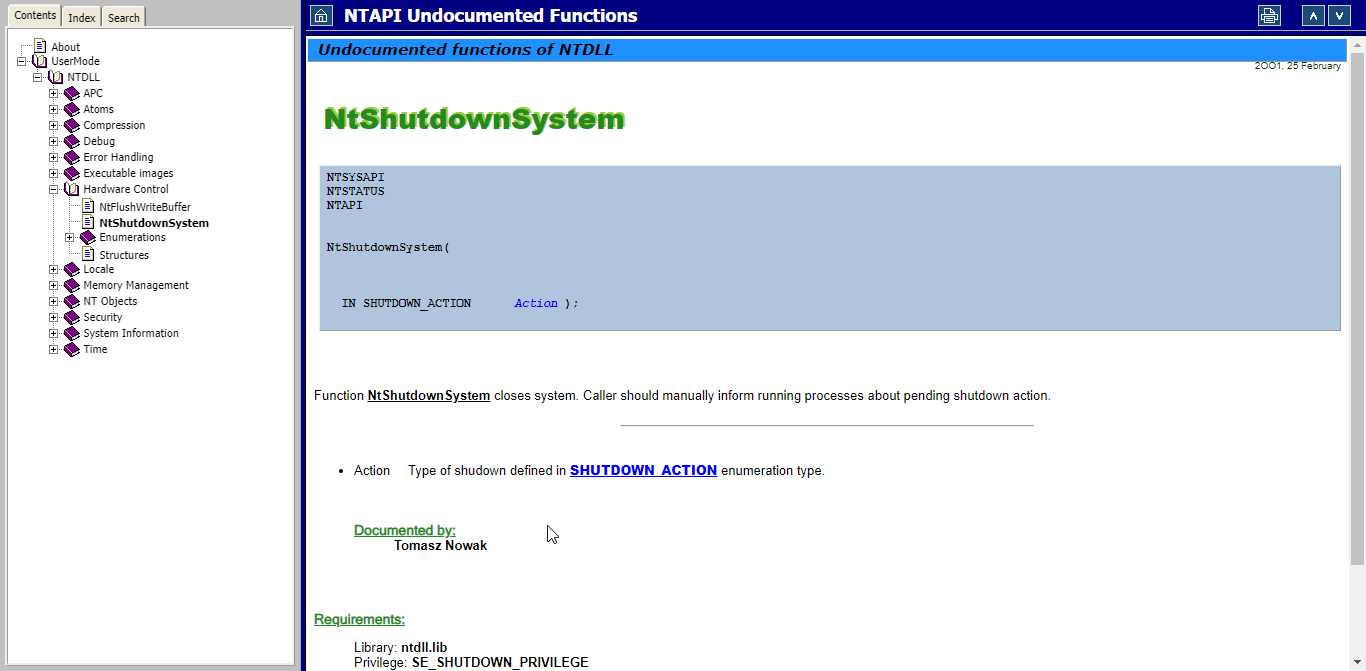 Contents Index Search
About
UserMode
NTDLL
APC
Atoms
Compression
Debug
Error Handling
Executable images
Hardware Control
NtFlushWriteBuffer
NtShutdownSystem
Enumerations
Structures
Locale
Memory Management
NT Objects
Security
System Information
Time
NTAPI Undocumented Functions
Undocumented functions of NTDLL
2001, 25 February
NtShutdownSystem
NTSYSAPI
NTSTATUS
NTAPI
NtShutdownSystem(
IN SHUTDOWN_ACTION Action );
Function NtShutdownSystem closes system. Caller should manually inform running processes about pending shutdown action.
• Action Type of shudown defined in SHUTDOWN_ACTION enumeration type.
Documented by:
Tomasz Nowak
Requirements:
Library: ntdll.lib
Privilege: SE_SHUTDOWN_PRIVILEGE